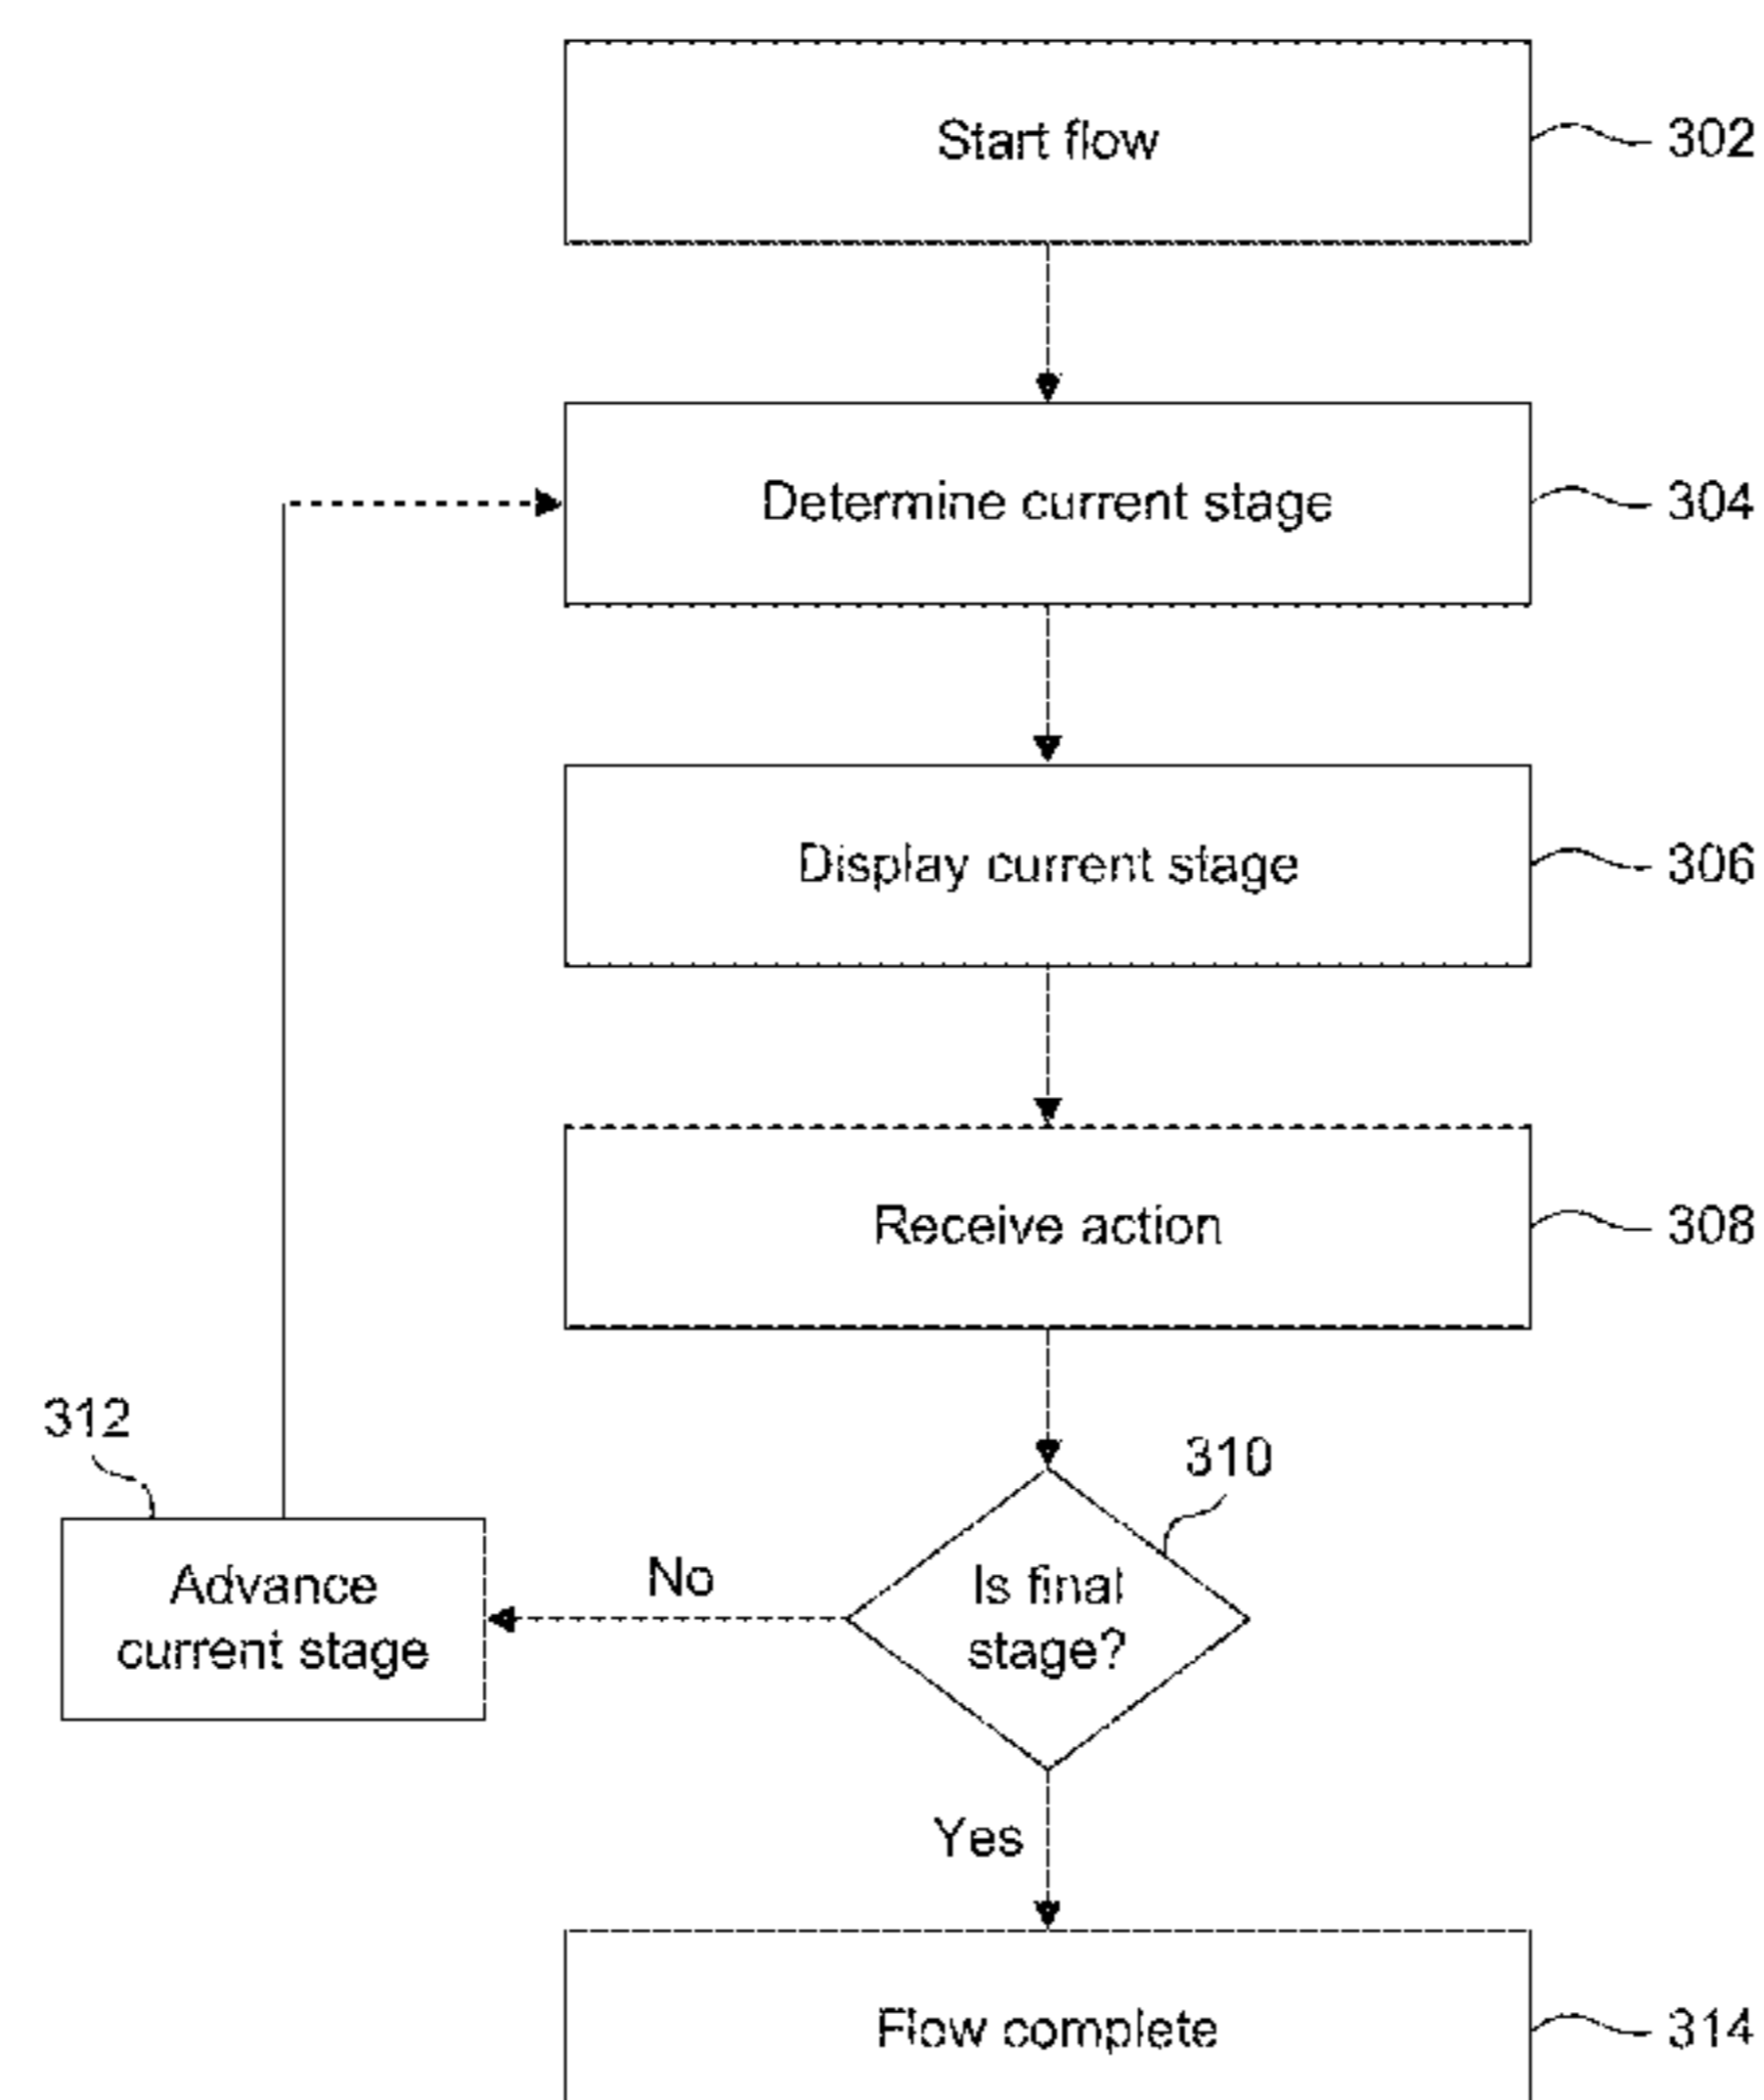 Start flow
302
Determine current stage
304
Display current stage
306
Receive action
308
312
310
Advance
current stage
No
Is final
stage?
Yes
Flow complete
314